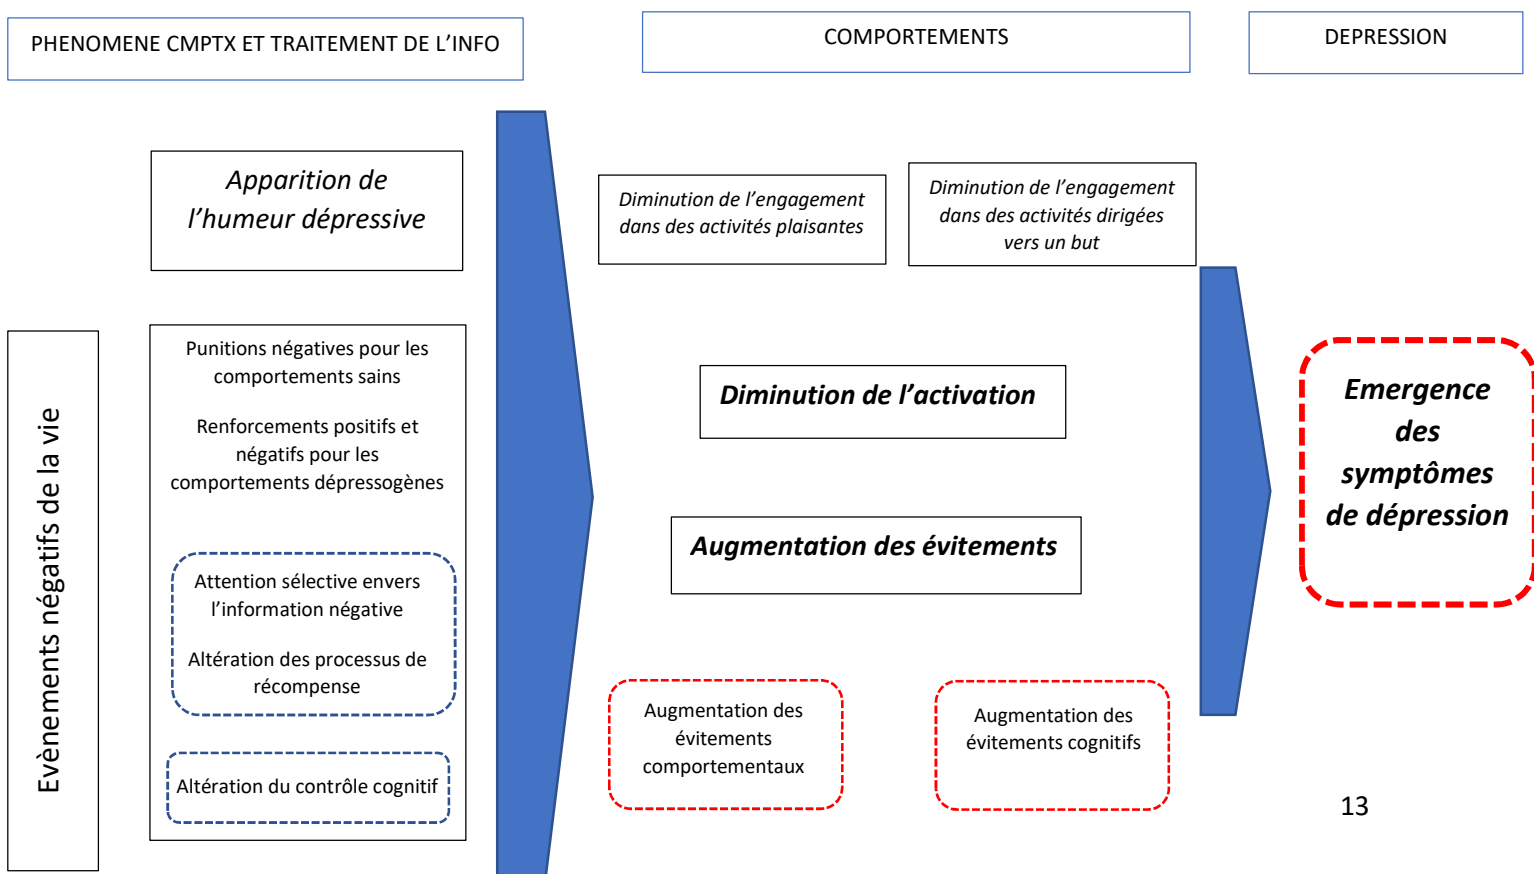 PHENOMENE CMPTX ET TRAITEMENT DE L’INFO
COMPORTEMENTS
DEPRESSION
Evènements négatifs de la vie
Apparition de
l’humeur dépressive
Punitions négatives pour les
comportements sains
Renforcements positifs et
négatifs pour les
comportements dépressogènes
Attention sélective envers
l’information négative
Altération des processus de
récompense
Altération du contrôle cognitif
Diminution de l’engagement
dans des activités plaisantes
Diminution de l’engagement
dans des activités dirigées
vers un but
Diminution de l’activation
Augmentation des évitements
Augmentation des
évitements
comportementaux
Augmentation des
évitements cognitifs
Emergence
des
symptômes
de dépression
13